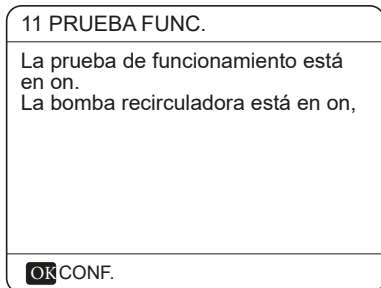 11 PRUEBA FUNC.
La prueba de funcionamiento está
en on.
La bomba recirculadora está en on,
OK CONF.